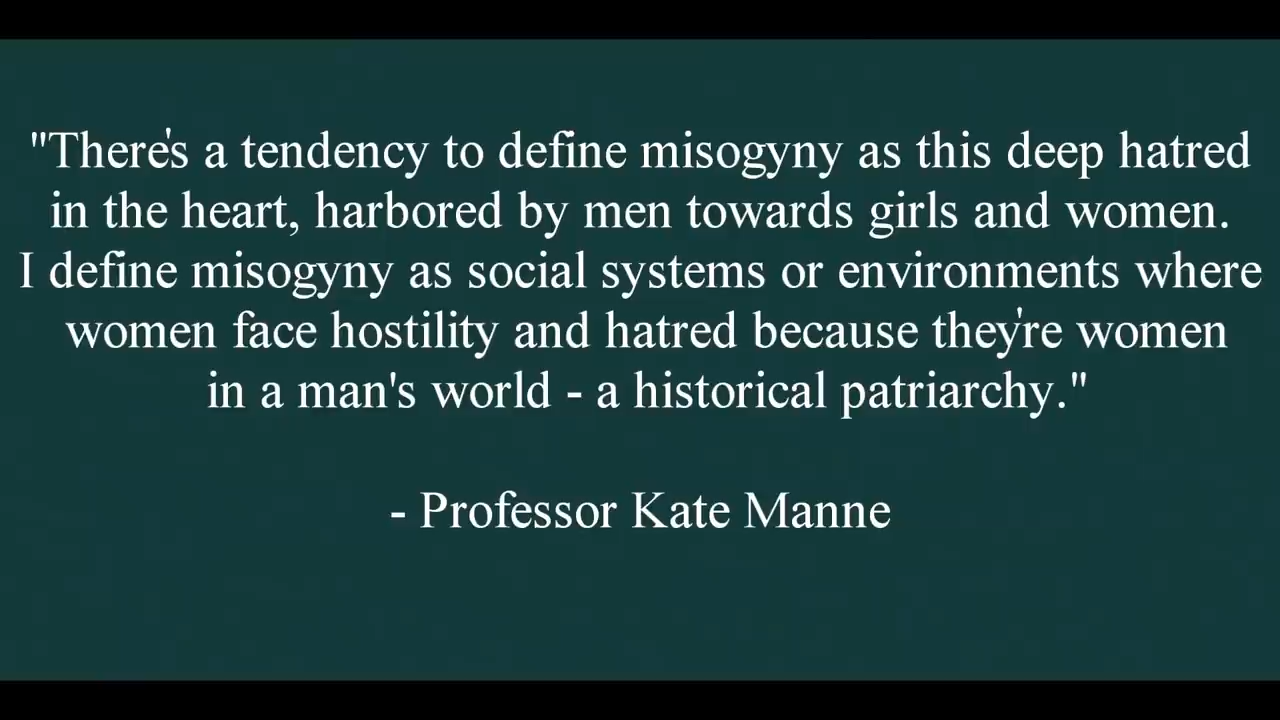 "There's a tendency to define misogyny as this deep hatred
in the heart, harbored by men towards girls and women.
I define misogyny as social systems or environments where
women face hostility and hatred because they're women
in a man's world - a historical patriarchy."
- Professor Kate Manne